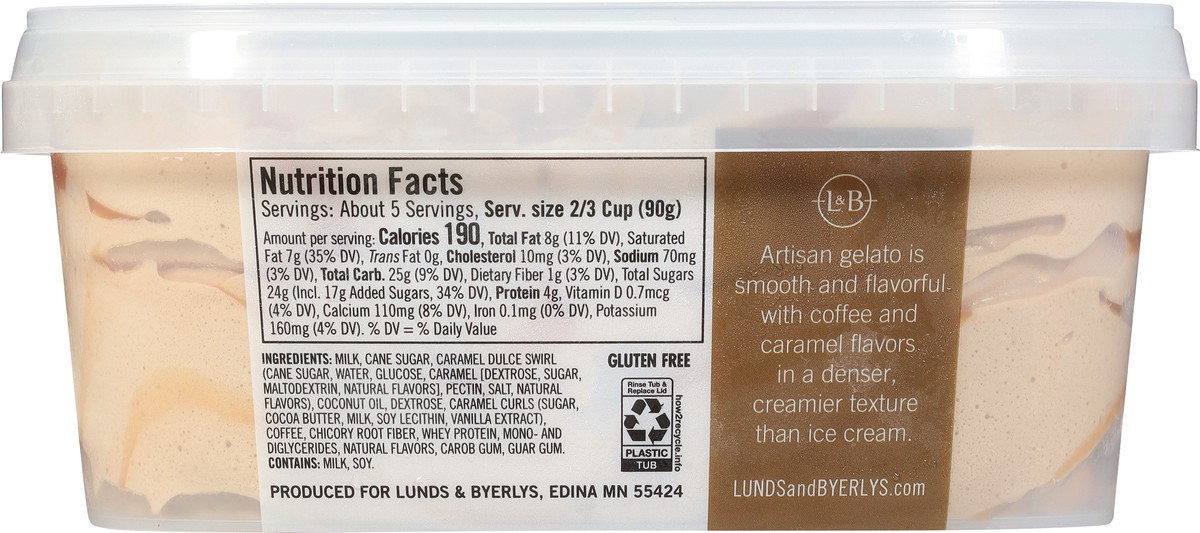 Nutrition Facts
Servings: About 5 Servings, Serv. size 2/3 Cup (90g)
Amount per serving: Calories 190, Total Fat 8g (11% DV), Saturated
Fat 7g (35% DV), Trans Fat 0g, Cholesterol 10mg (3% DV), Sodium 70mg
(3% DV), Total Carb. 25g (9% DV), Dietary Fiber 1g (3% DV), Total Sugars
24g (Incl. 17g Added Sugars, 34% DV), Protein 4g, Vitamin D 0.7mcg
(4% DV), Calcium 110mg (8% DV), Iron 0.1mg (0% DV), Potassium
160mg (4% DV). % DV = % Daily Value
INGREDIENTS: MILK, CANE SUGAR, CARAMEL DULCE SWIRL
(CANE SUGAR, WATER, GLUCOSE, CARAMEL [DEXTROSE, SUGAR,
MALTODEXTRIN, NATURAL FLAVORS], PECTIN, SALT, NATURAL
FLAVORS), COCONUT OIL, DEXTROSE, CARAMEL CURLS (SUGAR,
COCOA BUTTER, MILK, SOY LECITHIN, VANILLA EXTRACT),
COFFEE, CHICORY ROOT FIBER, WHEY PROTEIN, MONO- AND
DIGLYCERIDES, NATURAL FLAVORS, CAROB GUM, GUAR GUM.
CONTAINS: MILK, SOY.
GLUTEN FREE
Rinse Tub &
Replace Lid
PLASTIC
TUB
how2recycle.info
PRODUCED FOR LUNDS & BYERLYS, EDINA MN 55424
L&B
Artisan gelato is
smooth and flavorful
with coffee and
caramel flavors
in a denser,
creamier texture
than ice cream.
LUNDSandBYERLYS.com